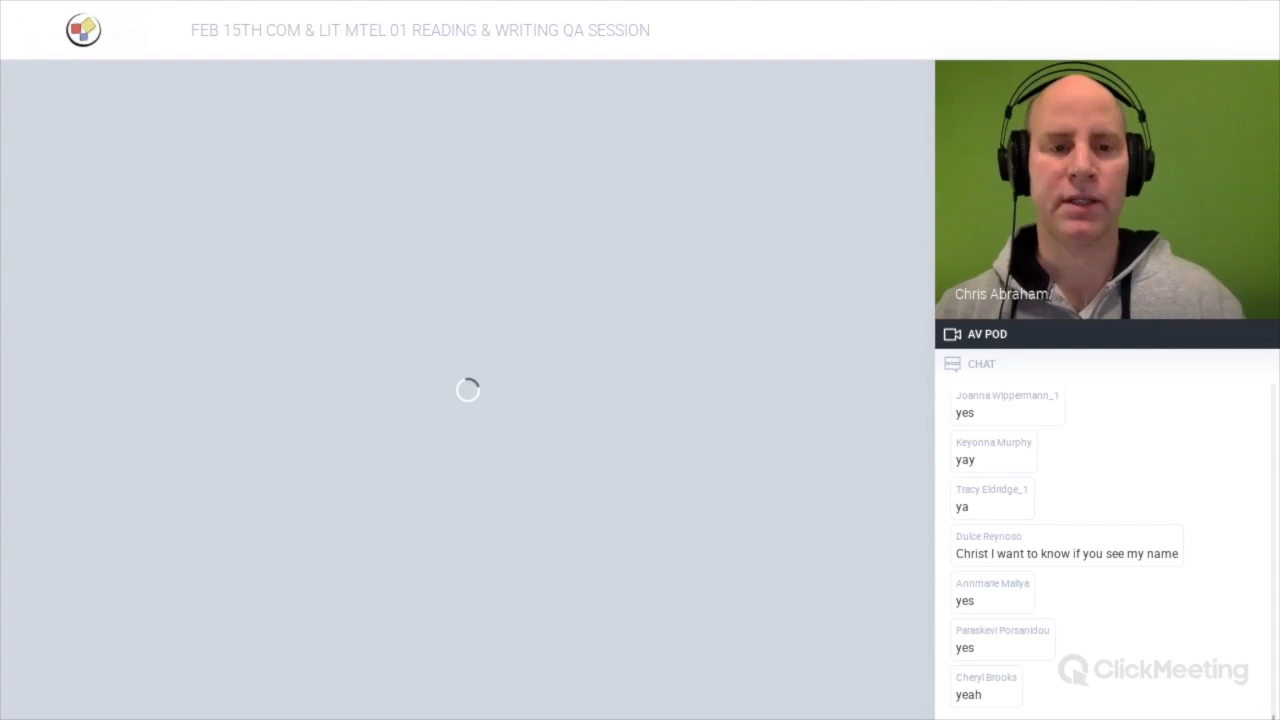 FEB 15TH COM & LIT MTEL 01 READING & WRITING QA SESSION
Chris Abraham
AV POD
CHAT
Joanna Wippermann_1
yes
Keyonna Murphy
yay
Tracy Eldridge_1
ya
Dulce Reynoso
Christ I want to know if you see my name
Annmarie Mallya
yes
Paraskevi Porsanidou
yes
Cheryl Brooks
yeah
ClickMeeting